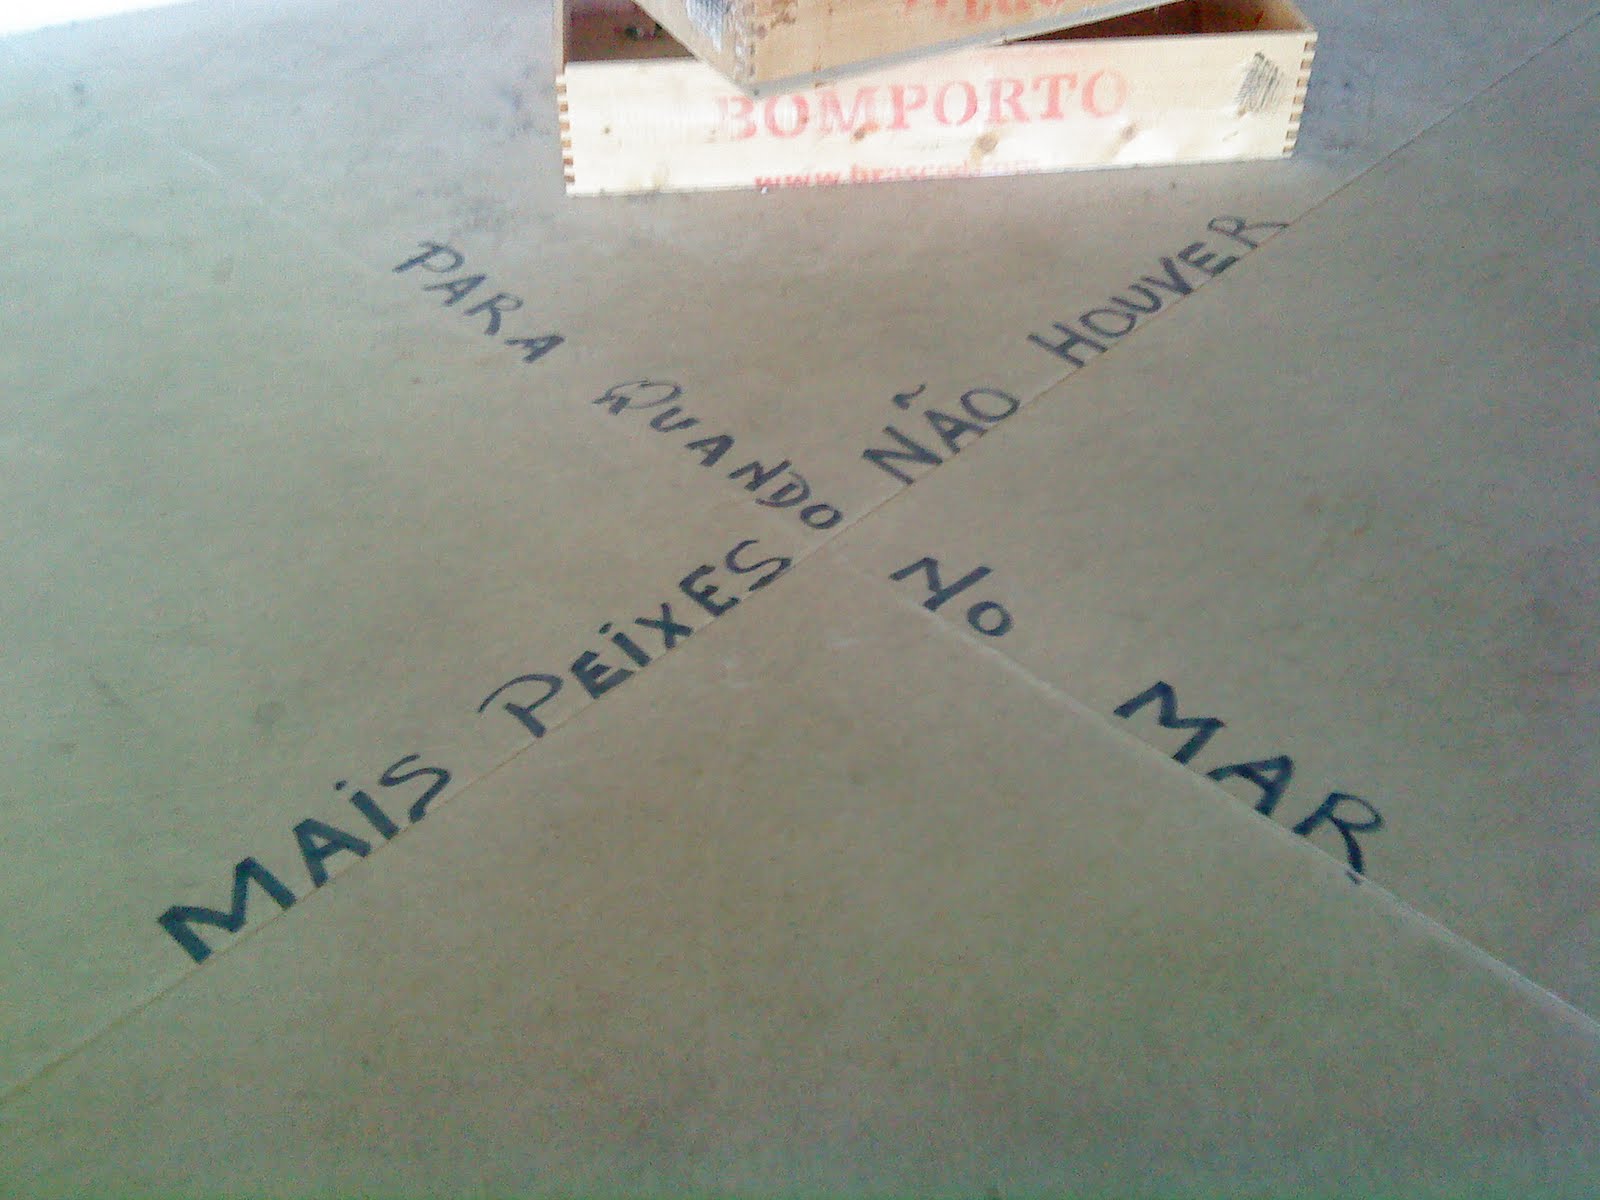 BOMPORTO
PARA QUANDO
NÃO HOUVER
MAIS PEIXES
NO MAR